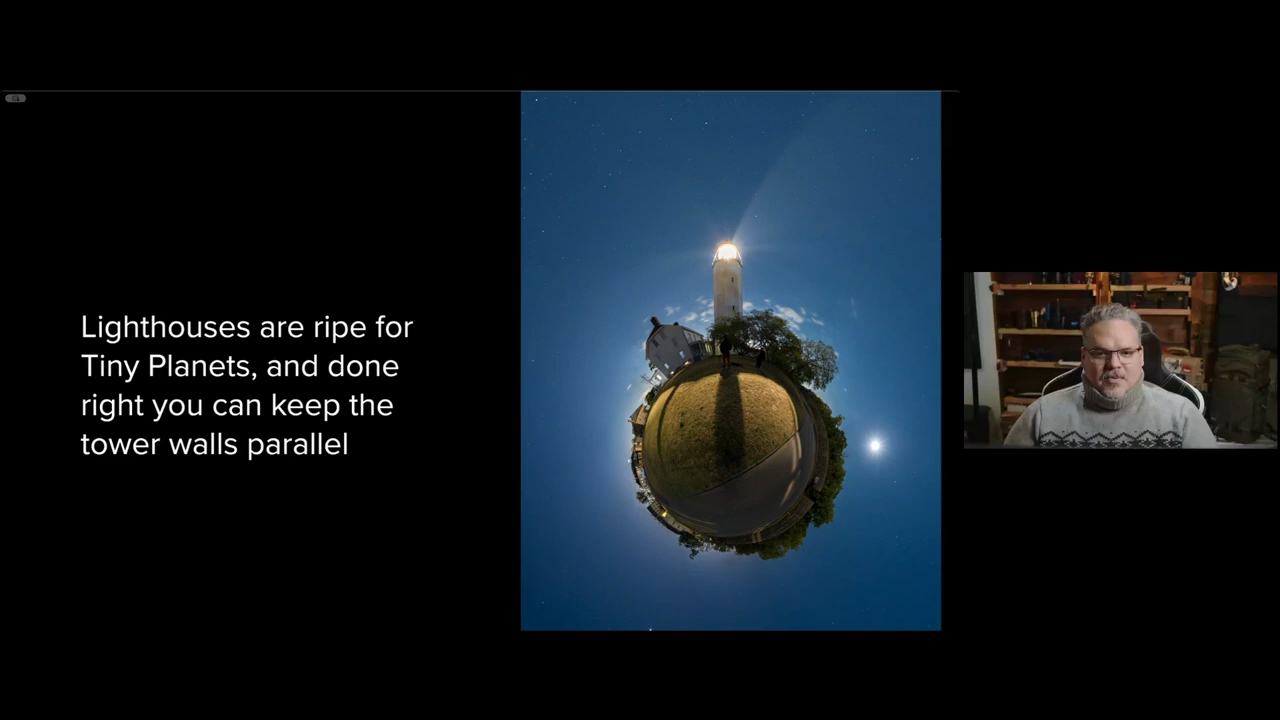 Lighthouses are ripe for
Tiny Planets, and done
right you can keep the
tower walls parallel